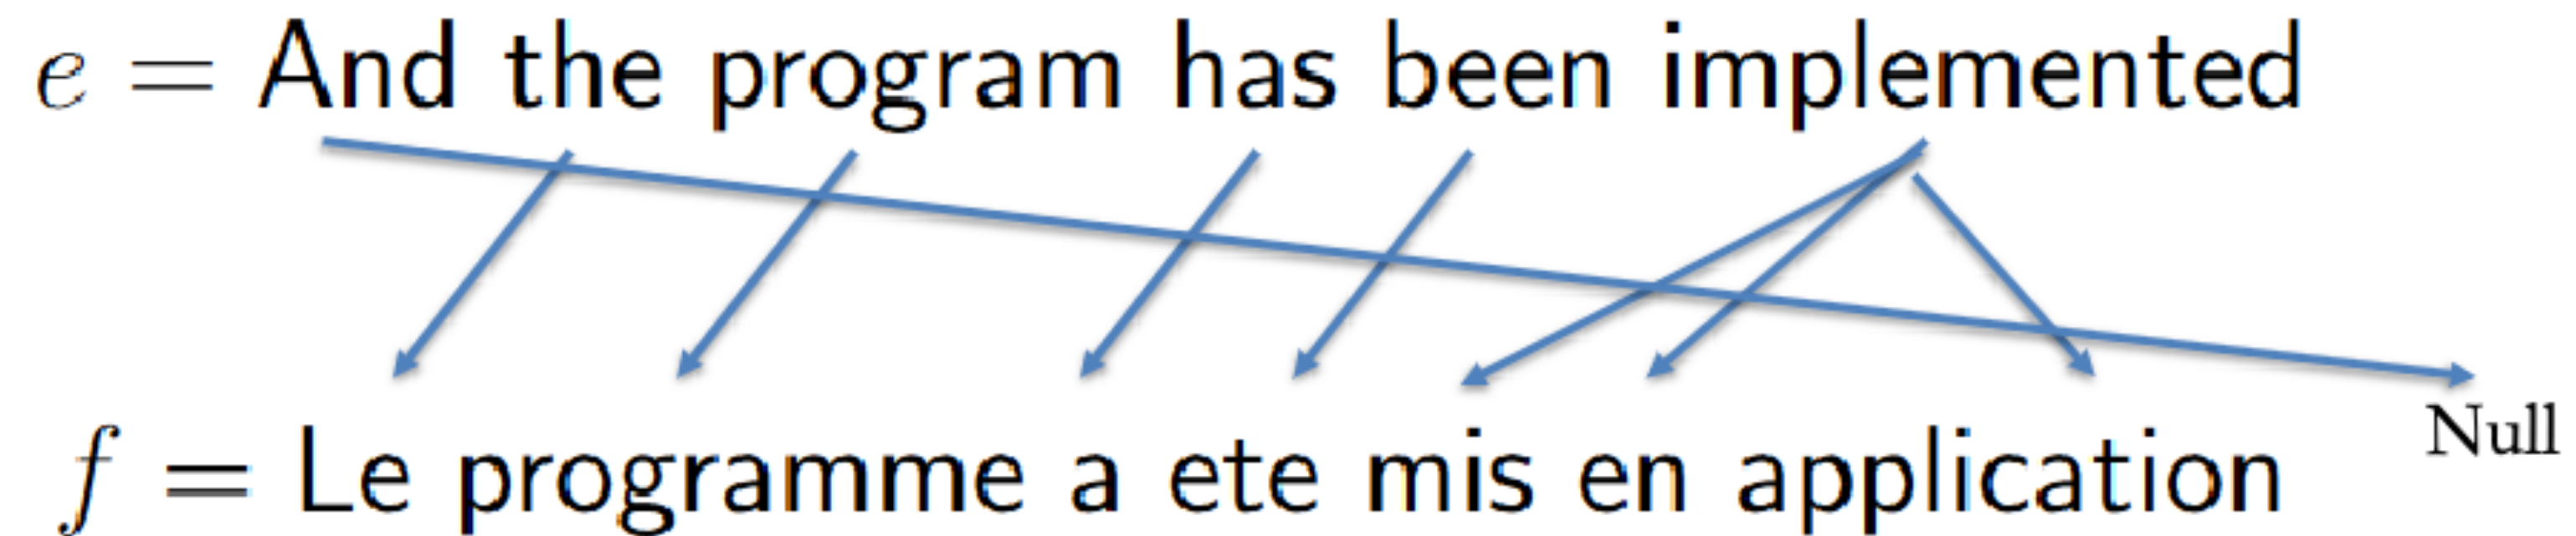 e = And the program has been implemented
f = Le programme a ete mis en application
Null